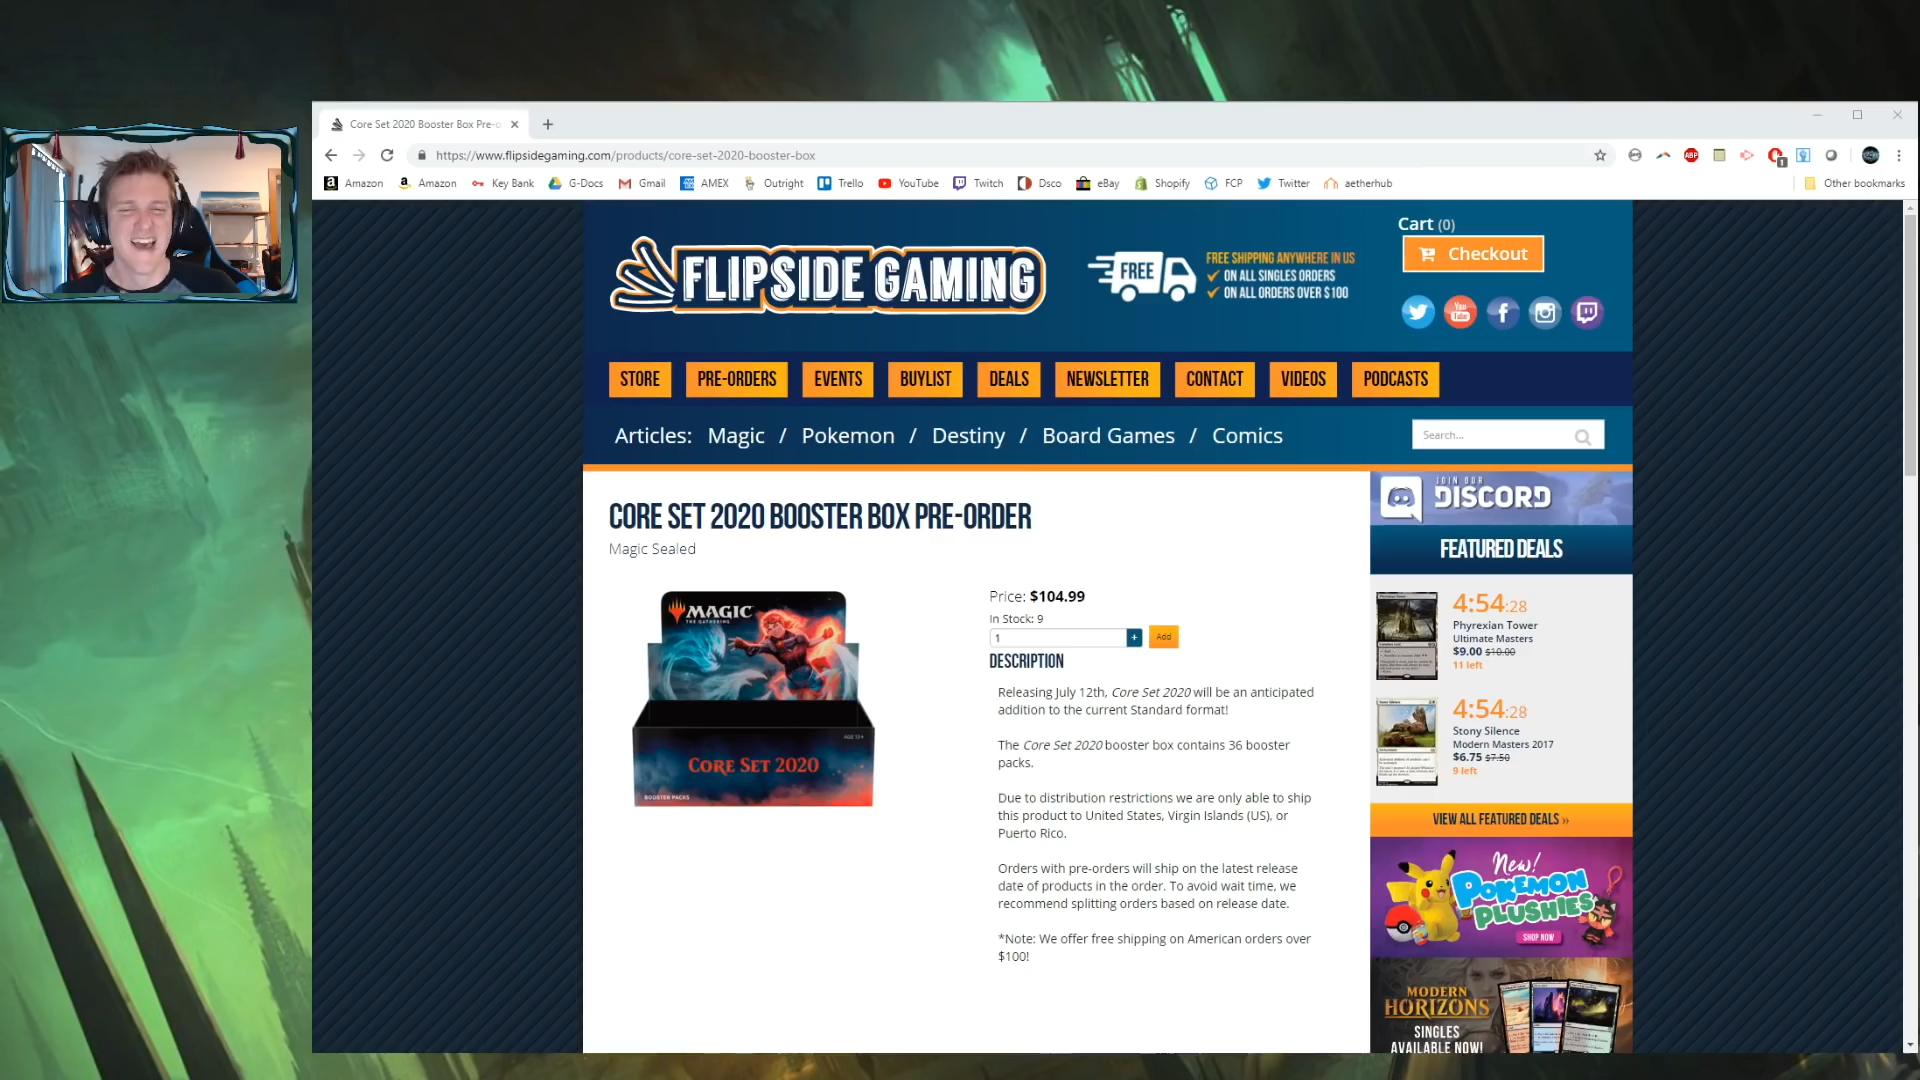 Core Set 2020 Booster Box Pre-o
https://www.flipsidegaming.com/products/core-set-2020-booster-box
ABP
1
Amazon
Amazon
Key Bank
G-Docs
Gmail
AMEX
Outright
Trello
YouTube
Twitch
Dsco
eBay
Shopify
FCP
Twitter
aetherhub
Other bookmarks
FLIPSIDE GAMING
FREE
FREE SHIPPING ANYWHERE IN US
ON ALL SINGLES ORDERS
ON ALL ORDERS OVER $100
Cart (0)
Checkout
You
Tube
STORE
PRE-ORDERS
EVENTS
BUYLIST
DEALS
NEWSLETTER
CONTACT
VIDEOS
PODCASTS
Articles: Magic / Pokemon / Destiny / Board Games / Comics
Search...
CORE SET 2020 BOOSTER BOX PRE-ORDER
Magic Sealed
MAGIC
THE GATHERING
AGE 13+
CORE SET 2020
BOOSTER PACKS
Price: $104.99
In Stock: 9
1
+
Add
DESCRIPTION
Releasing July 12th, Core Set 2020 will be an anticipated
addition to the current Standard format!
The Core Set 2020 booster box contains 36 booster
packs.
Due to distribution restrictions we are only able to ship
this product to United States, Virgin Islands (US), or
Puerto Rico.
Orders with pre-orders will ship on the latest release
date of products in the order. To avoid wait time, we
recommend splitting orders based on release date.
*Note: We offer free shipping on American orders over
$100!
JOIN OUR
DISCORD
FEATURED DEALS
4:54:28
Phyrexian Tower
Ultimate Masters
$9.00 $10.00
11 left
4:54:28
Stony Silence
Modern Masters 2017
$6.75 $7.50
9 left
VIEW ALL FEATURED DEALS »
New!
POKEMON
PLUSHIES
SHOP NOW
MODERN
HORIZONS
SINGLES
AVAILABLE NOW!